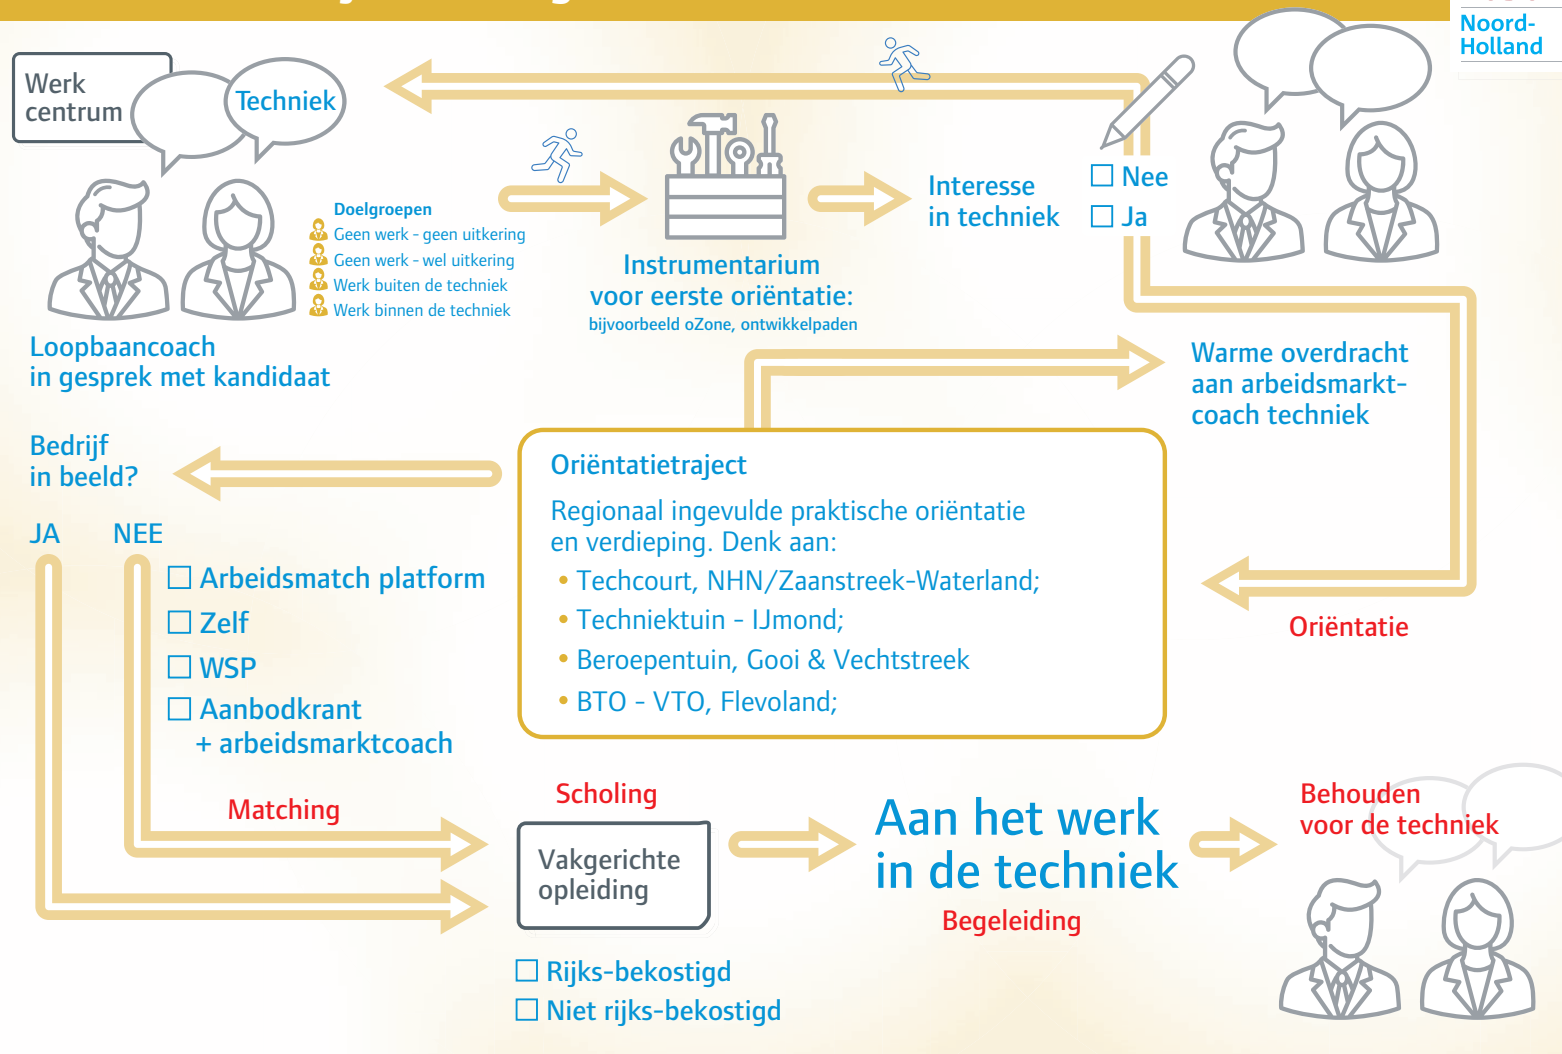 Noord-
Holland
Werk
centrum
Techniek
Doelgroepen
Geen werk - geen uitkering
Geen werk - wel uitkering
Werk buiten de techniek
Werk binnen de techniek
Loopbaancoach
in gesprek met kandidaat
Instrumentarium
voor eerste oriëntatie:
bijvoorbeeld oZone, ontwikkelpaden
Interesse
in techniek
Nee
Ja
Warme overdracht
aan arbeidsmarkt-
coach techniek
Oriëntatie
Oriëntatietraject
Regionaal ingevulde praktische oriëntatie
en verdieping. Denk aan:
• Techcourt, NHN/Zaanstreek-Waterland;
• Techniektuin - IJmond;
• Beroepentuin, Gooi & Vechtstreek
• BTO - VTO, Flevoland;
Bedrijf
in beeld?
JA
NEE
Arbeidsmatch platform
Zelf
WSP
Aanbodkrant
+ arbeidsmarktcoach
Matching
Scholing
Vakgerichte
opleiding
Rijks-bekostigd
Niet rijks-bekostigd
Aan het werk
in de techniek
Begeleiding
Behouden
voor de techniek